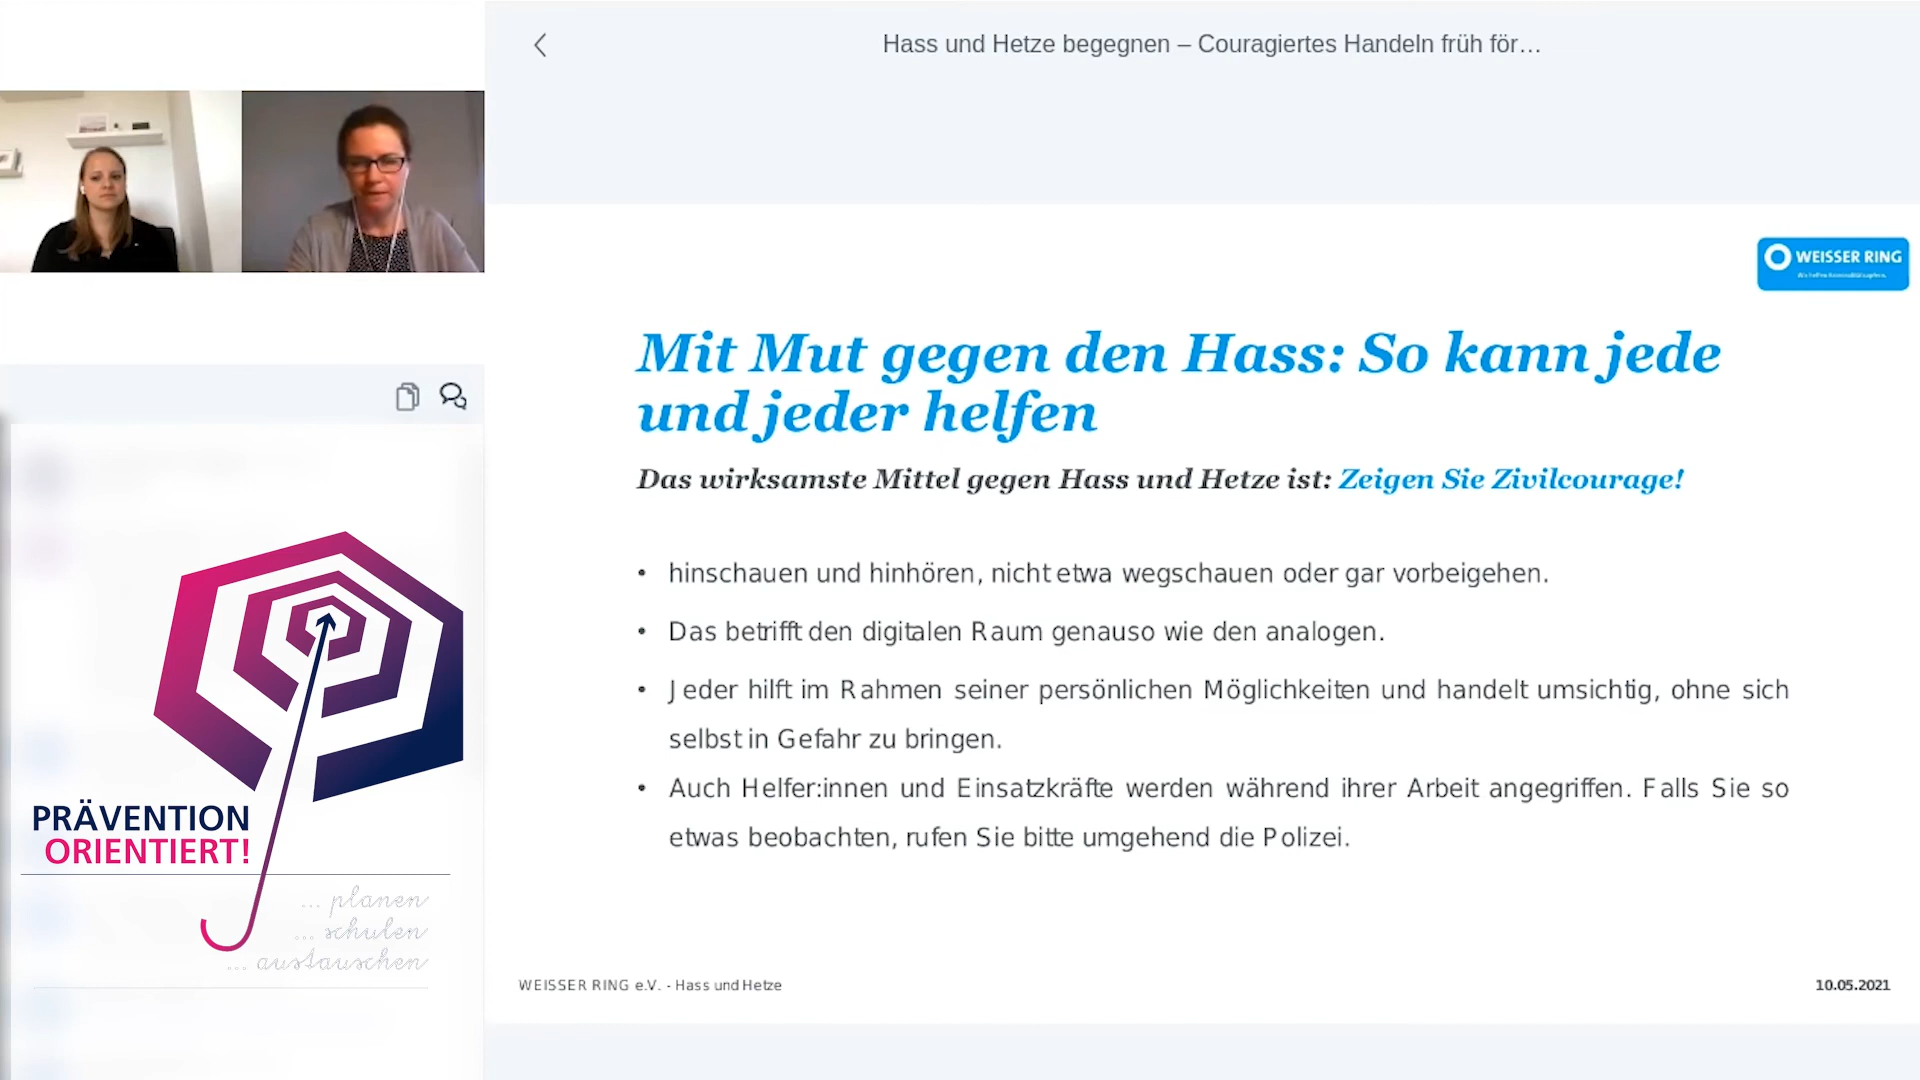 Hass und Hetze begegnen – Couragiertes Handeln früh för…
WEISSER RING
Mit Mut gegen den Hass: So kann jede
und jeder helfen
Das wirksamste Mittel gegen Hass und Hetze ist: Zeigen Sie Zivilcourage!
• hinschauen und hinhören, nicht etwa wegschauen oder gar vorbeigehen.
• Das betrifft den digitalen Raum genauso wie den analogen.
• Jeder hilft im Rahmen seiner persönlichen Möglichkeiten und handelt umsichtig, ohne sich
selbst in Gefahr zu bringen.
• Auch Helfer:innen und Einsatzkräfte werden während ihrer Arbeit angegriffen. Falls Sie so
etwas beobachten, rufen Sie bitte umgehend die Polizei.
WEISSER RING e.V. - Hass und Hetze
10.05.2021
PRÄVENTION
ORIENTIERT!
... planen
... schulen
... austauschen